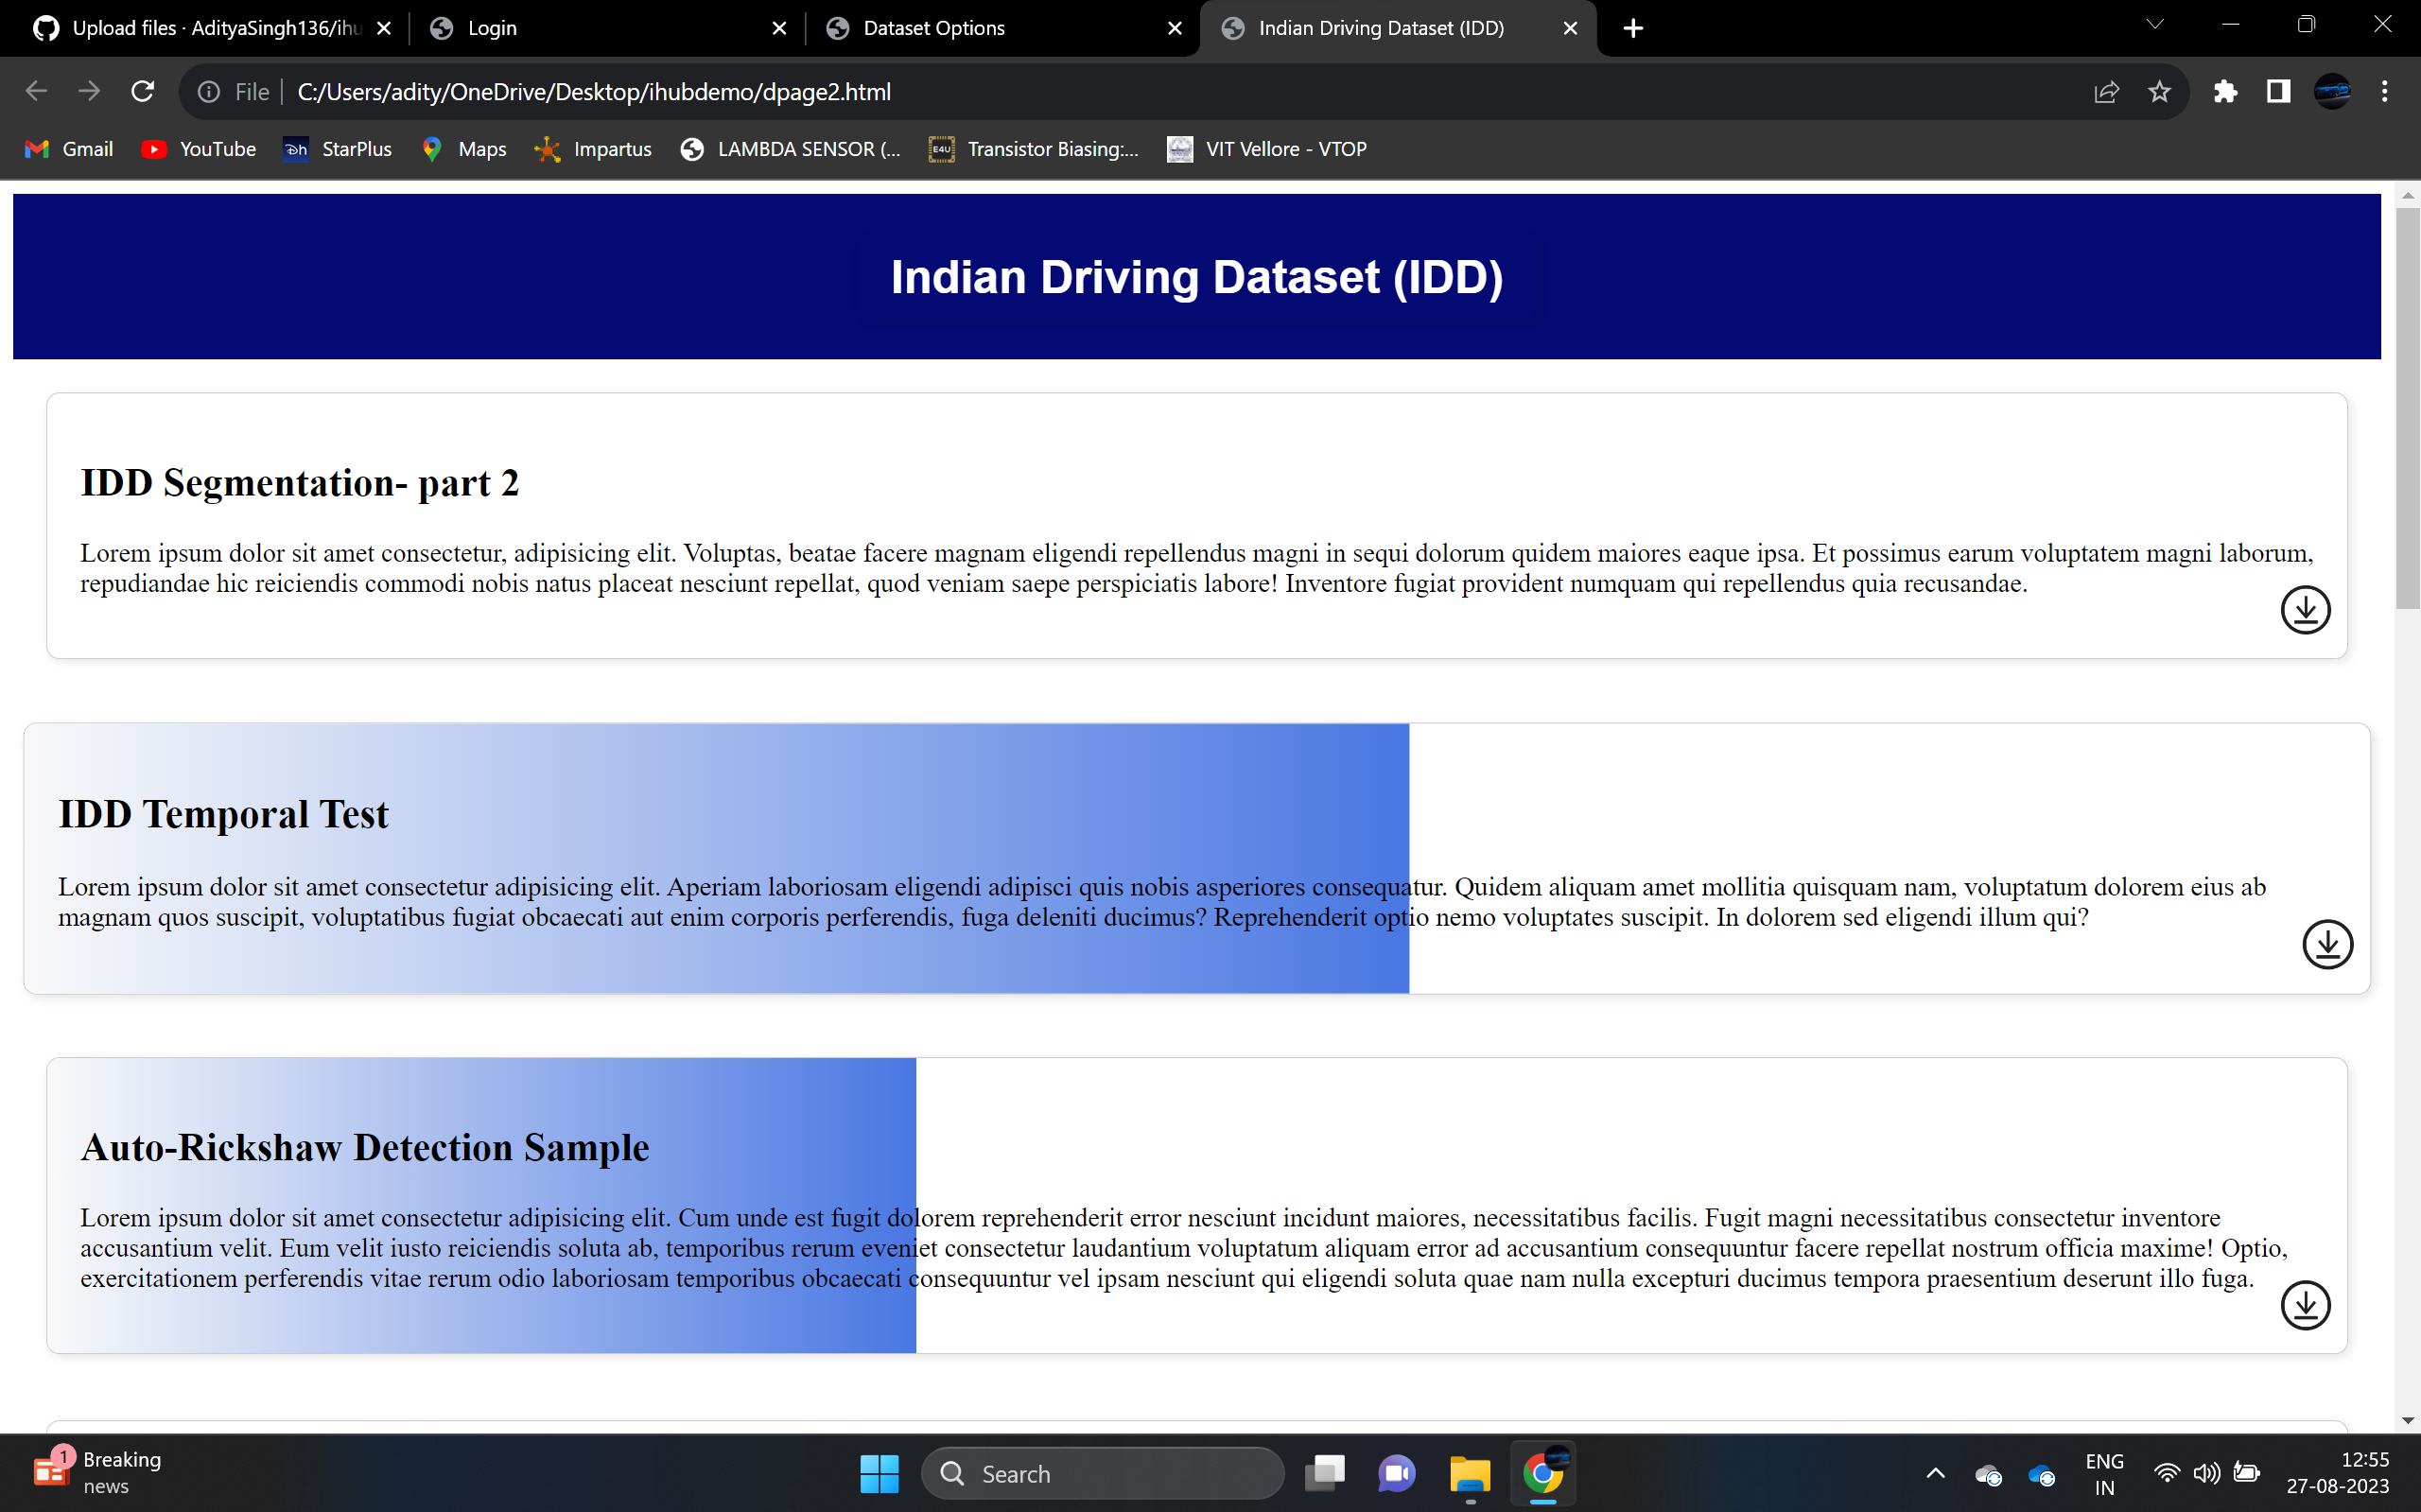 Upload files · AdityaSingh136/ihu
Login
Dataset Options
Indian Driving Dataset (IDD)
File
C:/Users/adity/OneDrive/Desktop/ihubdemo/dpage2.html
Gmail
YouTube
StarPlus
Maps
Impartus
LAMBDA SENSOR (...
E4U
Transistor Biasing:...
VIT Vellore - VTOP
Indian Driving Dataset (IDD)
IDD Segmentation- part 2
Lorem ipsum dolor sit amet consectetur, adipisicing elit. Voluptas, beatae facere magnam eligendi repellendus magni in sequi dolorum quidem maiores eaque ipsa. Et possimus earum voluptatem magni laborum,
repudiandae hic reiciendis commodi nobis natus placeat nesciunt repellat, quod veniam saepe perspiciatis labore! Inventore fugiat provident numquam qui repellendus quia recusandae.
IDD Temporal Test
Lorem ipsum dolor sit amet consectetur adipisicing elit. Aperiam laboriosam eligendi adipisci quis nobis asperiores consequatur. Quidem aliquam amet mollitia quisquam nam, voluptatum dolorem eius ab
magnam quos suscipit, voluptatibus fugiat obcaecati aut enim corporis perferendis, fuga deleniti ducimus? Reprehenderit optio nemo voluptates suscipit. In dolorem sed eligendi illum qui?
Auto-Rickshaw Detection Sample
Lorem ipsum dolor sit amet consectetur adipisicing elit. Cum unde est fugit dolorem reprehenderit error nesciunt incidunt maiores, necessitatibus facilis. Fugit magni necessitatibus consectetur inventore
accusantium velit. Eum velit iusto reiciendis soluta ab, temporibus rerum eveniet consectetur laudantium voluptatum aliquam error ad accusantium consequuntur facere repellat nostrum officia maxime! Optio,
exercitationem perferendis vitae rerum odio laboriosam temporibus obcaecati consequuntur vel ipsam nesciunt qui eligendi soluta quae nam nulla excepturi ducimus tempora praesentium deserunt illo fuga.
1
Breaking
news
Search
ENG
IN
12:55
27-08-2023